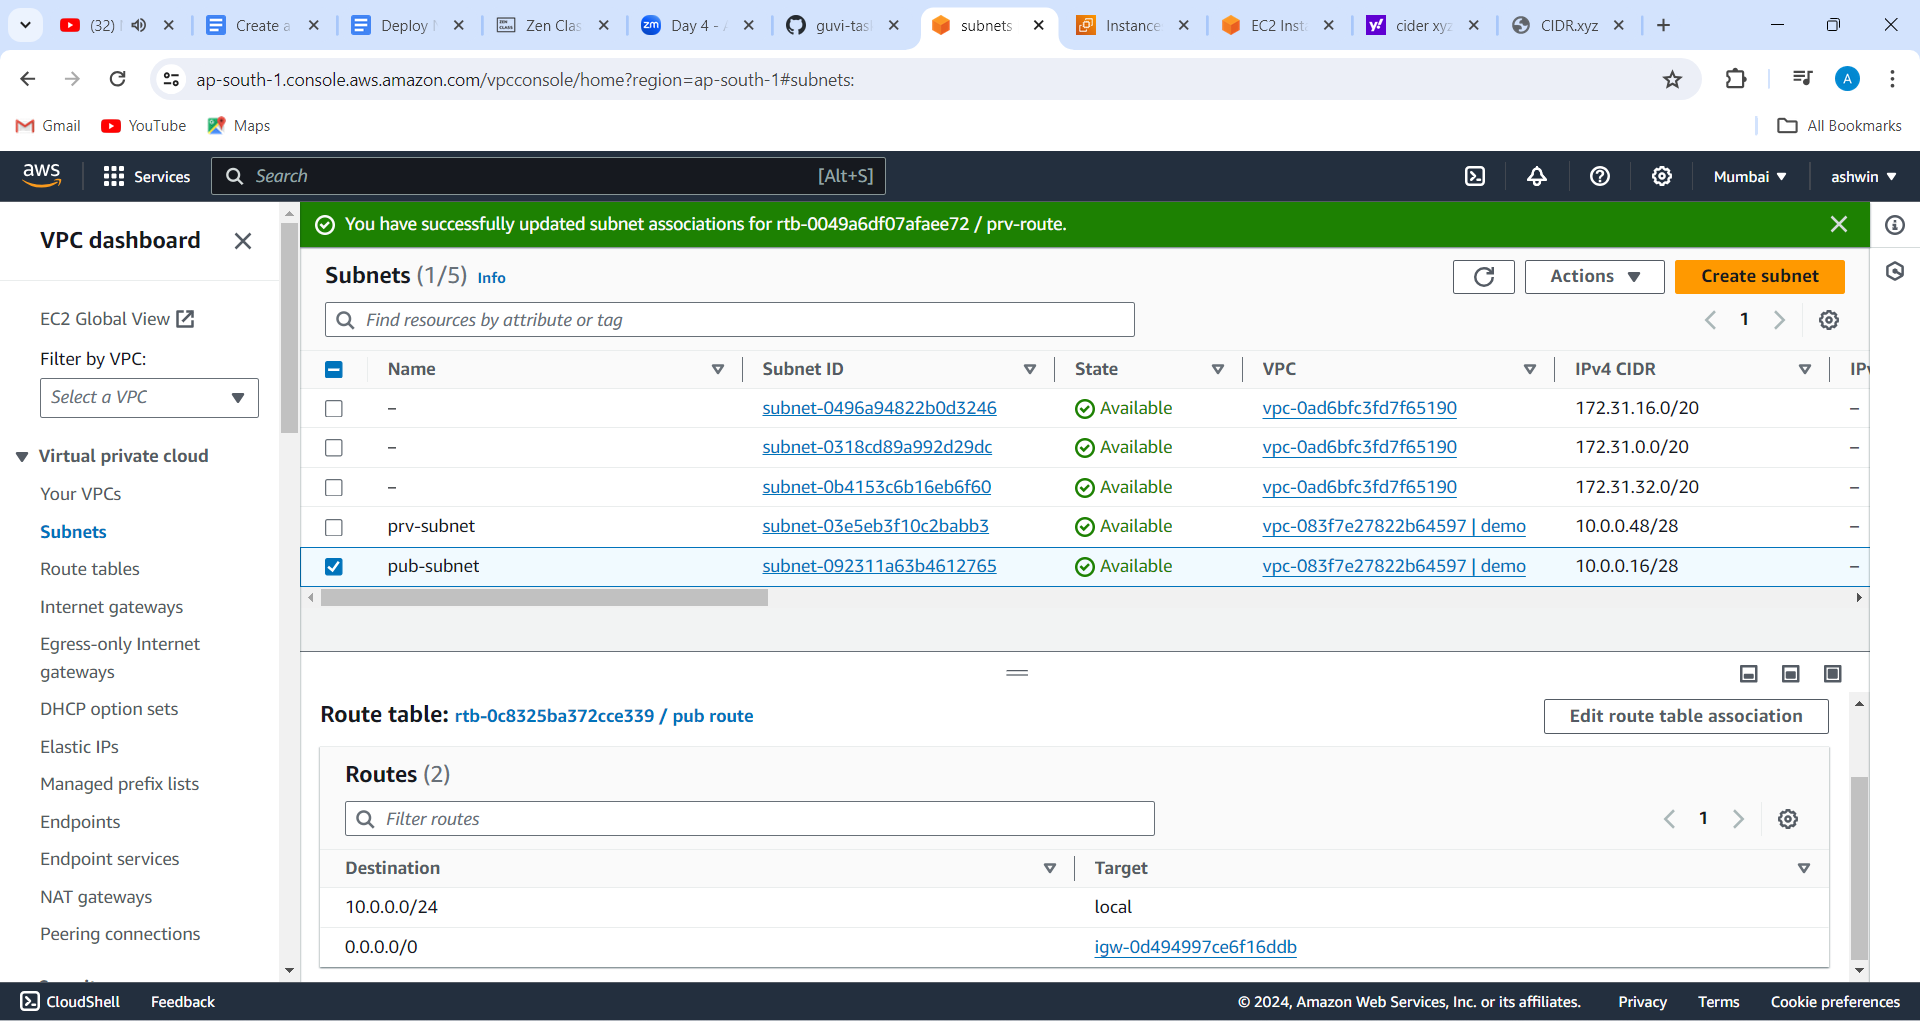 (32)
Create a
Deploy
Zen Clas
Day 4 -
guvi-tas
subnets
Instance
EC2 Inst
cider xyz
CIDR.xyz
ap-south-1.console.aws.amazon.com/vpcconsole/home?region=ap-south-1#subnets:
A
Gmail
YouTube
Maps
All Bookmarks
aws
Services
Search
[Alt+S]
Mumbai
ashwin
VPC dashboard
EC2 Global View
Filter by VPC:
Select a VPC
Virtual private cloud
Your VPCs
Subnets
Route tables
Internet gateways
Egress-only Internet
gateways
DHCP option sets
Elastic IPs
Managed prefix lists
Endpoints
Endpoint services
NAT gateways
Peering connections
You have successfully updated subnet associations for rtb-0049a6df07afaee72 / prv-route.
Subnets (1/5) Info
Actions
Create subnet
Find resources by attribute or tag
1
Name Subnet ID State VPC IPv4 CIDR IPv
– subnet-0496a94822b0d3246 Available vpc-0ad6bfc3fd7f65190 172.31.16.0/20 –
– subnet-0318cd89a992d29dc Available vpc-0ad6bfc3fd7f65190 172.31.0.0/20 –
– subnet-0b4153c6b16eb6f60 Available vpc-0ad6bfc3fd7f65190 172.31.32.0/20 –
prv-subnet subnet-03e5eb3f10c2babb3 Available vpc-083f7e27822b64597 | demo 10.0.0.48/28 –
pub-subnet subnet-092311a63b4612765 Available vpc-083f7e27822b64597 | demo 10.0.0.16/28 –
Route table: rtb-0c8325ba372cce339 / pub route
Edit route table association
Routes (2)
Filter routes
1
Destination Target
10.0.0.0/24 local
0.0.0.0/0 igw-0d494997ce6f16ddb
CloudShell
Feedback
© 2024, Amazon Web Services, Inc. or its affiliates.
Privacy
Terms
Cookie preferences